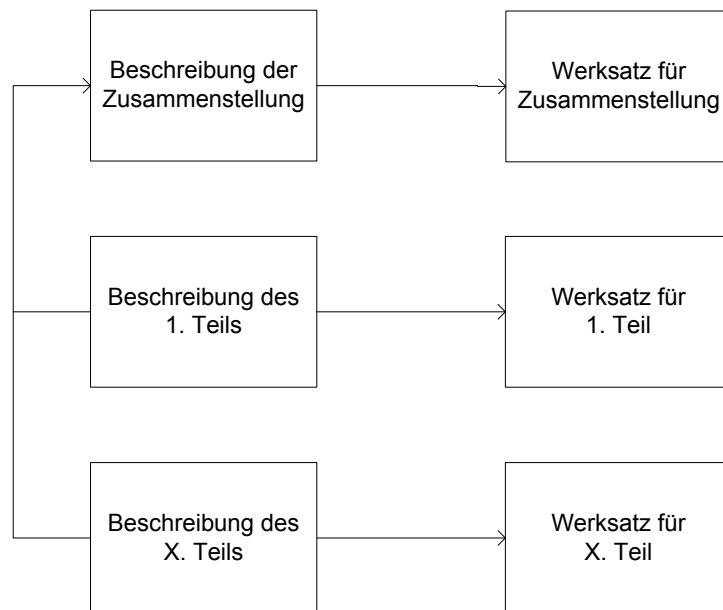 Beschreibung der
Zusammenstellung
Werksatz für
Zusammenstellung
Beschreibung des
1. Teils
Werksatz für
1. Teil
Beschreibung des
X. Teils
Werksatz für
X. Teil